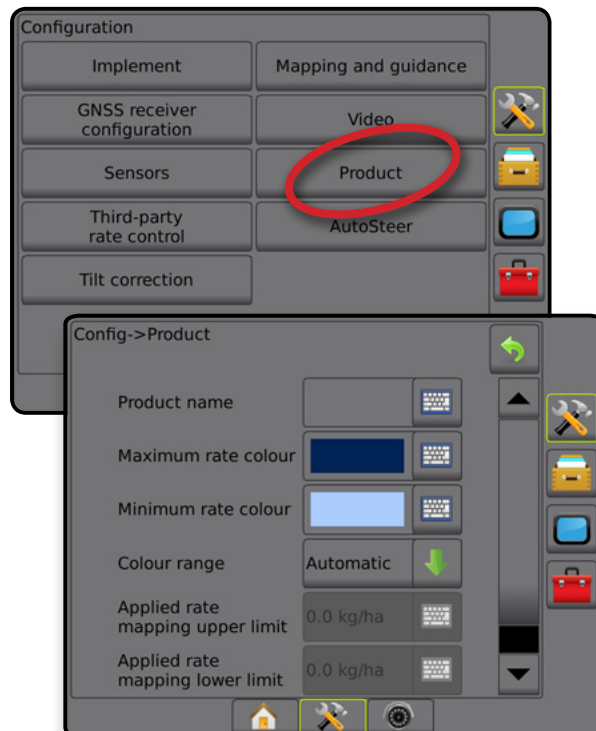 Configuration
Implement
Mapping and guidance
GNSS receiver
configuration
Video
Sensors
Product
Third-party
rate control
AutoSteer
Tilt correction
Config->Product
Product name
Maximum rate colour
Minimum rate colour
Colour range
Automatic
Applied rate
mapping upper limit
0.0 kg/ha
Applied rate
mapping lower limit
0.0 kg/ha